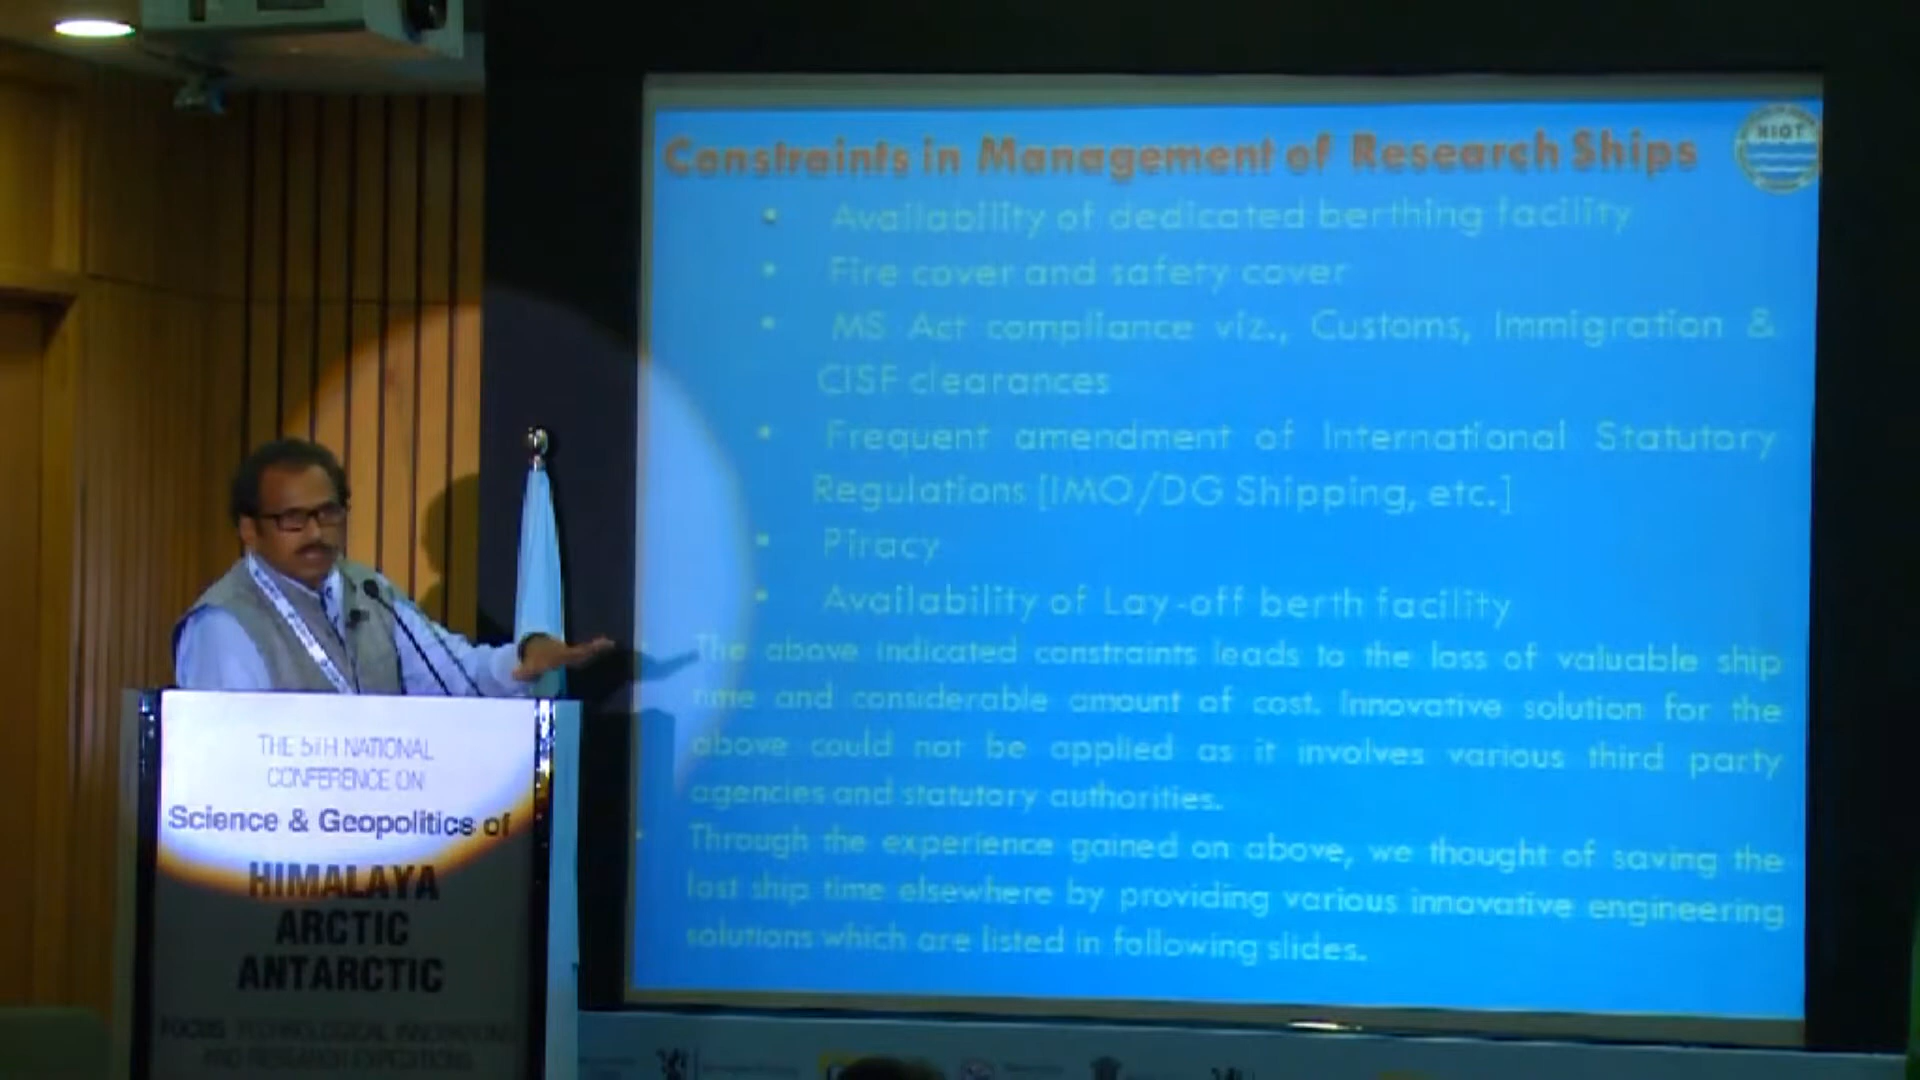 Constraints in Management of Research Ships
NIOT
• Availability of dedicated berthing facility
• Fire cover and safety cover
• MS Act compliance viz., Customs, Immigration &
CISF clearances
• Frequent amendment of International Statutory
Regulations [IMO/DG Shipping, etc.]
• Piracy
• Availability of Lay-off berth facility
• The above indicated constraints leads to the loss of valuable ship
time and considerable amount of cost. Innovative solution for the
above could not be applied as it involves various third party
agencies and statutory authorities.
• Through the experience gained on above, we thought of saving the
lost ship time elsewhere by providing various innovative engineering
solutions which are listed in following slides.
THE 5TH NATIONAL
CONFERENCE ON
Science & Geopolitics of
HIMALAYA
ARCTIC
ANTARCTIC
FOCUS: TECHNOLOGICAL INNOVATIONS
AND RESEARCH EXPEDITIONS